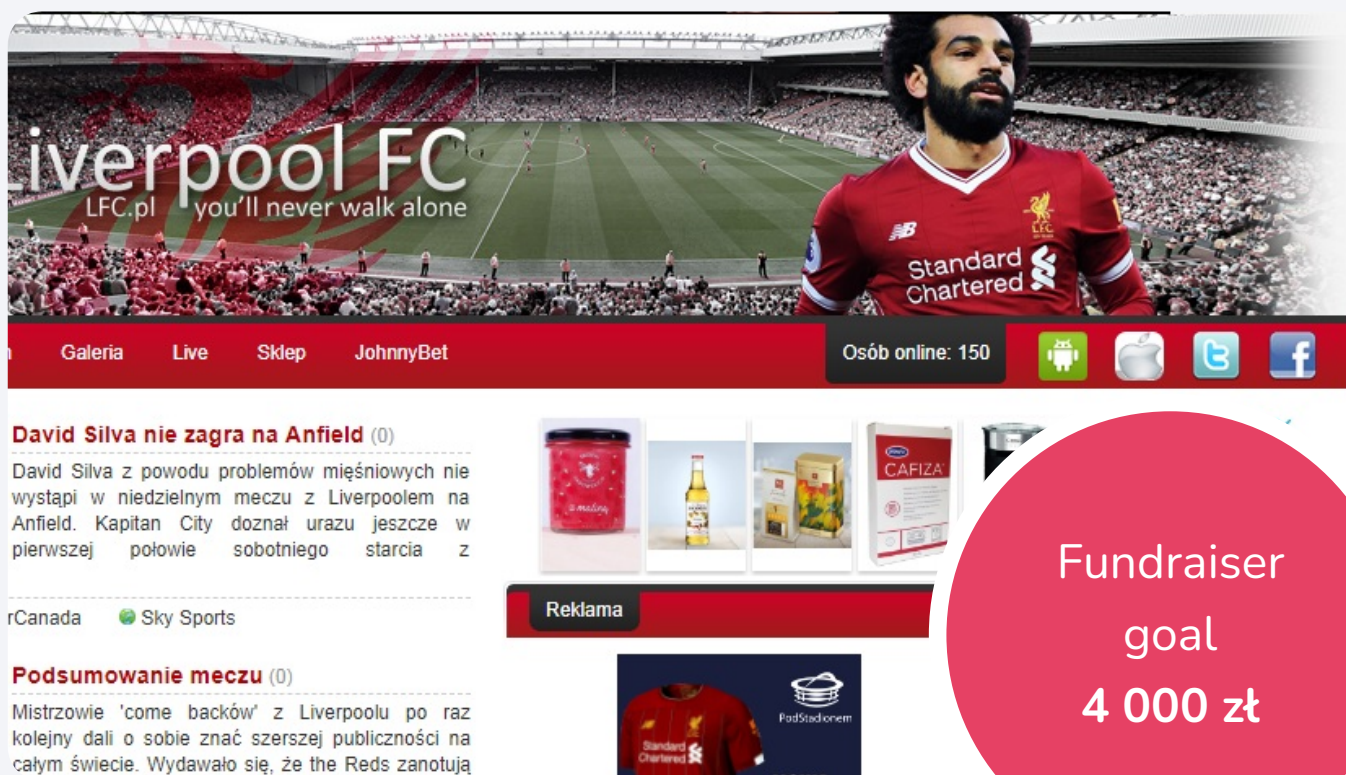 Liverpool FC
LFC.pl you'll never walk alone
LFC
Standard
Chartered
Galeria Live Sklep JohnnyBet
Osób online: 150
David Silva nie zagra na Anfield (0)
David Silva z powodu problemów mięśniowych nie
wystąpi w niedzielnym meczu z Liverpoolem na
Anfield. Kapitan City doznał urazu jeszcze w
pierwszej połowie sobotniego starcia z
rCanada Sky Sports
Podsumowanie meczu (0)
Mistrzowie 'come backów' z Liverpoolu po raz
kolejny dali o sobie znać szerszej publiczności na
całym świecie. Wydawało się, że the Reds zanotują
z maliną
CAFIZA
Reklama
PodStadionem
Standard
Chartered
Fundraiser
goal
4 000 zł